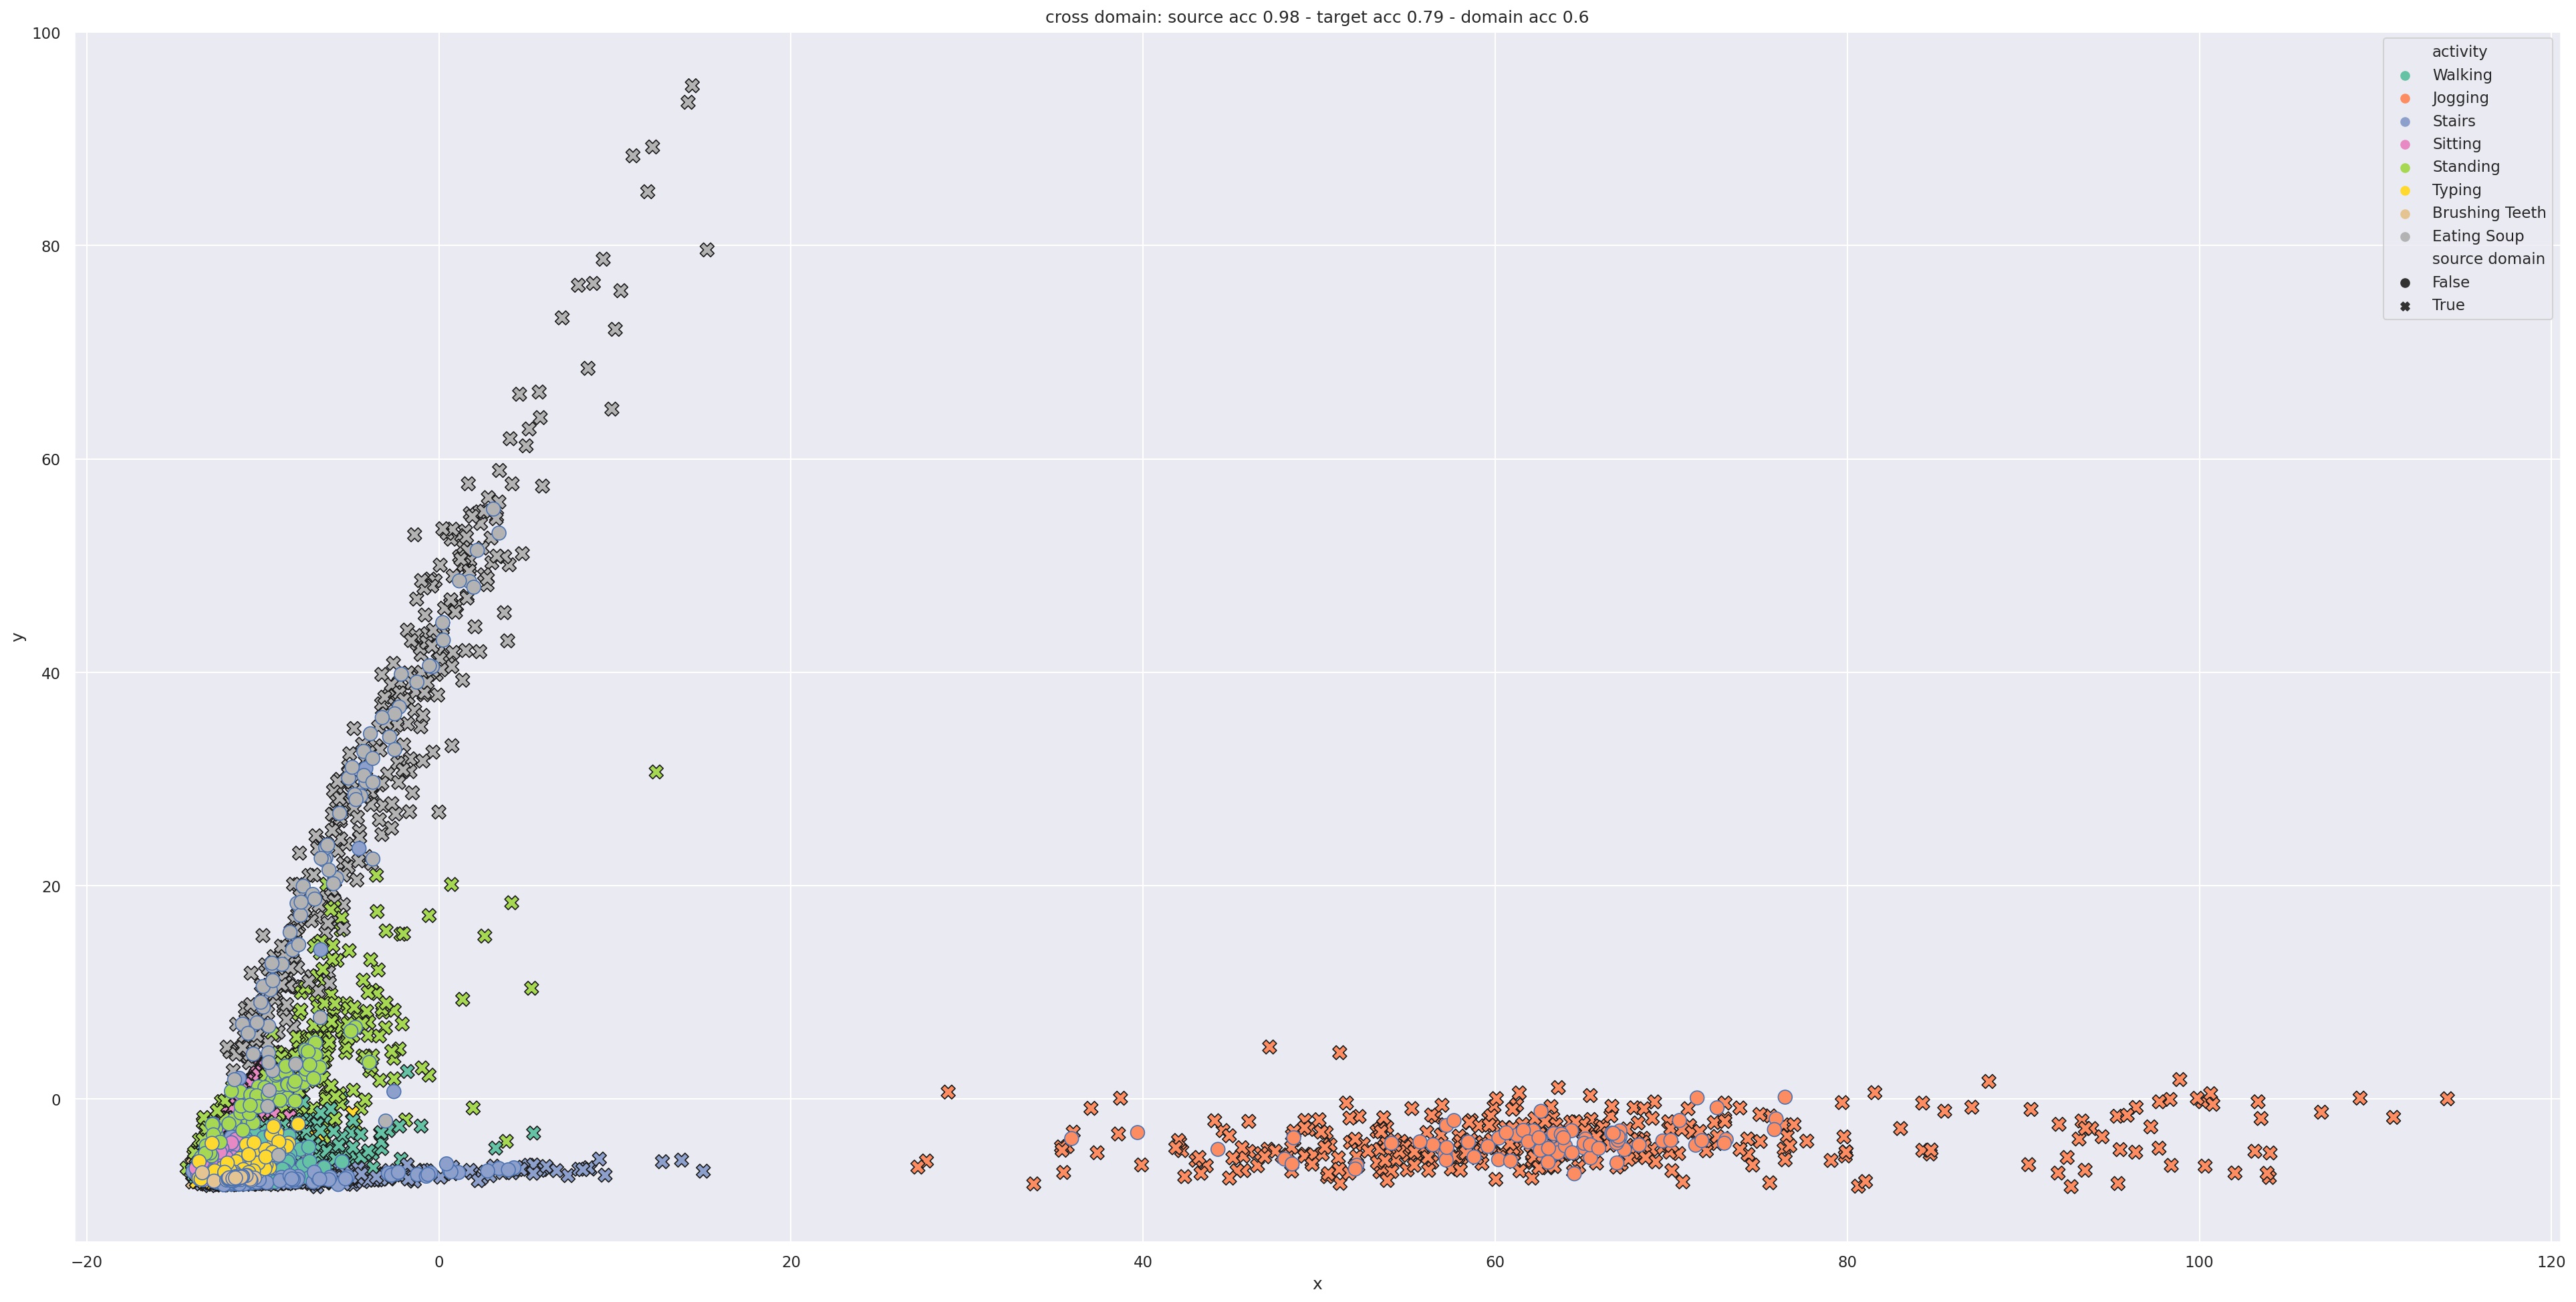 cross domain: source acc 0.98 - target acc 0.79 - domain acc 0.6
100
80
60
40
20
0
y
−20
0
20
40
60
80
100
120
x
activity
Walking
Jogging
Stairs
Sitting
Standing
Typing
Brushing Teeth
Eating Soup
source domain
False
True